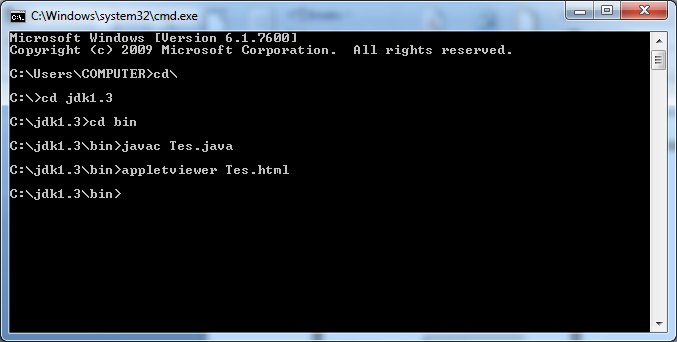 C:\Windows\system32\cmd.exe
Microsoft Windows [Version 6.1.7600]
Copyright (c) 2009 Microsoft Corporation.  All rights reserved.
C:\Users\COMPUTER>cd\
C:\>cd jdk1.3
C:\jdk1.3>cd bin
C:\jdk1.3\bin>javac Tes.java
C:\jdk1.3\bin>appletviewer Tes.html
C:\jdk1.3\bin>